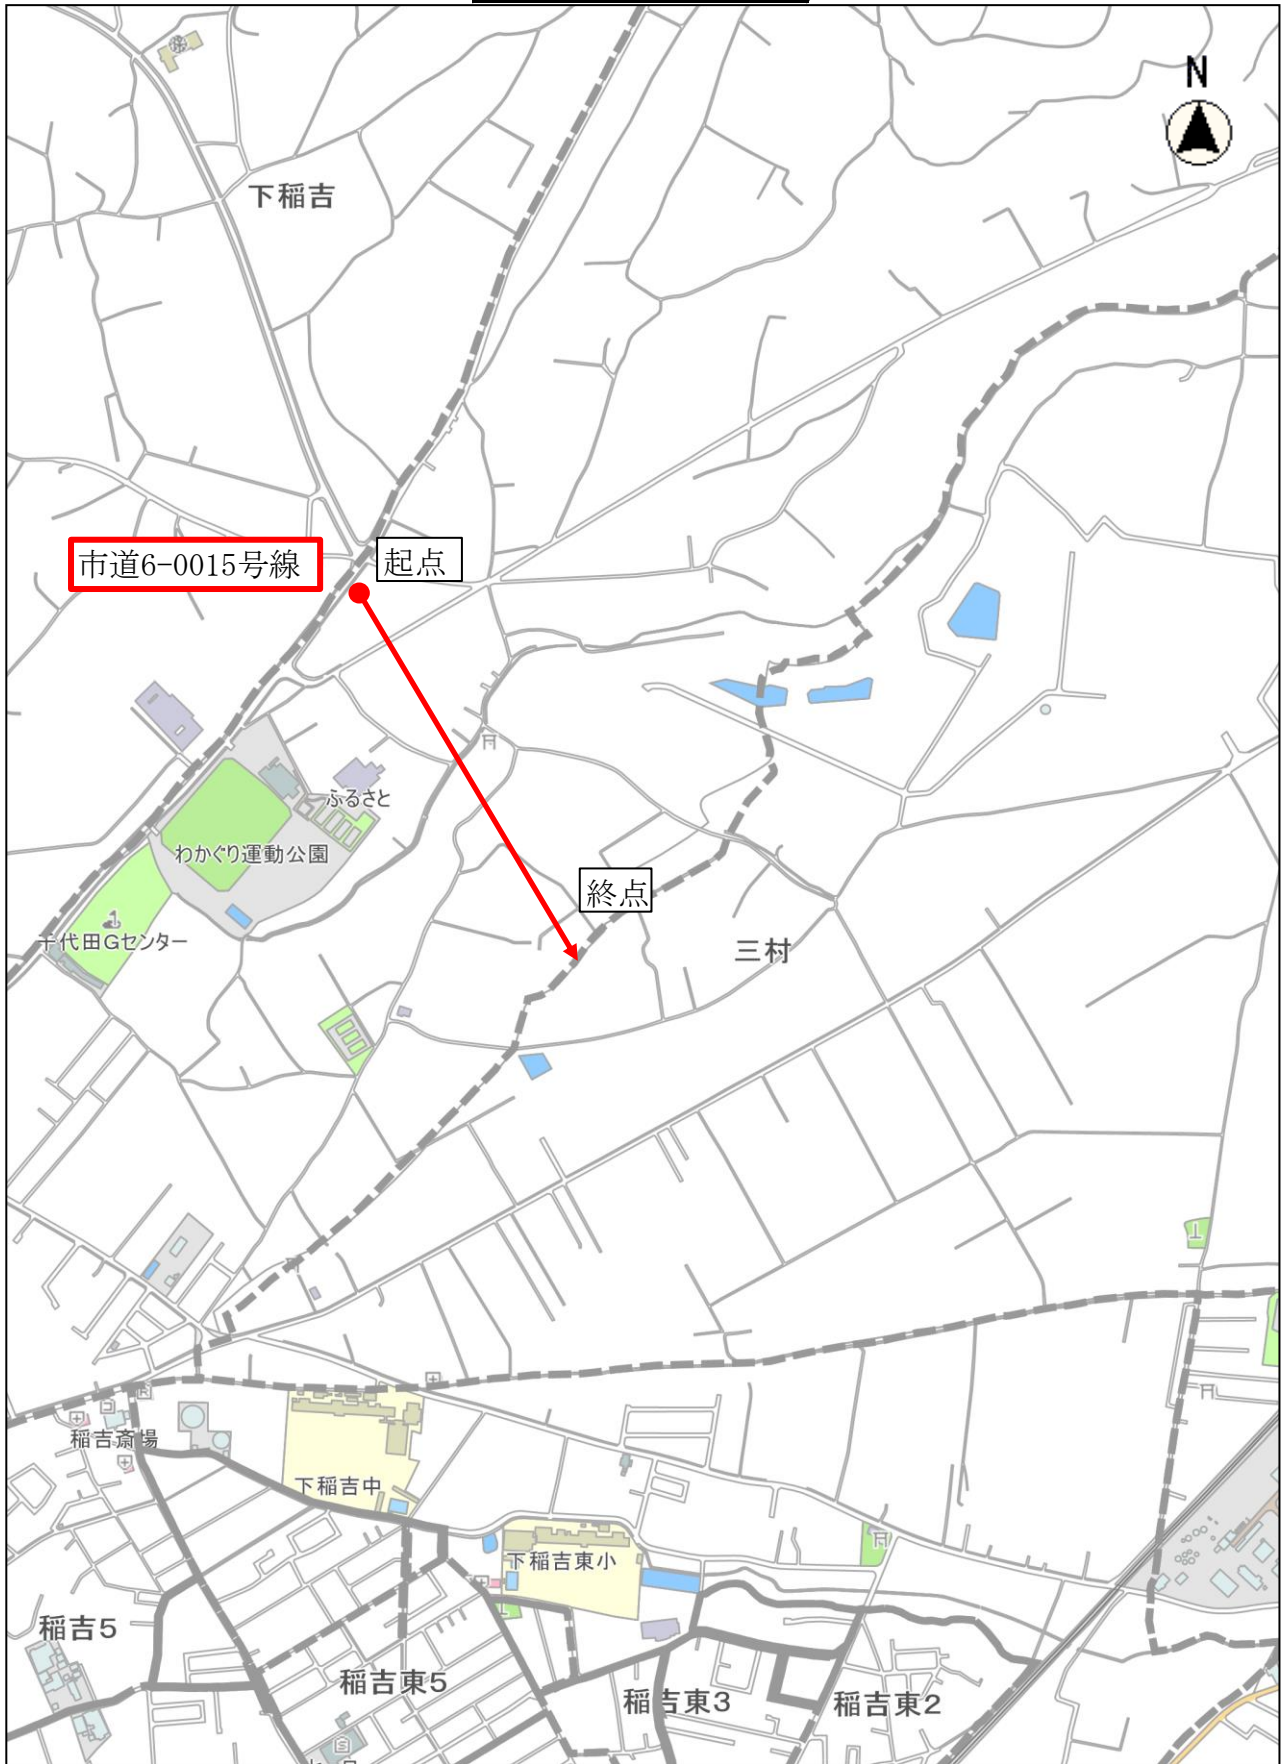 N
下稲吉
市道6-0015号線
起点
ふるさと
わかぐり運動公園
終点
千代田Gセンター
三村
稲吉斎場
下稲吉中
下稲吉東小
稲吉5
稲吉東5
稲吉東3
稲吉東2